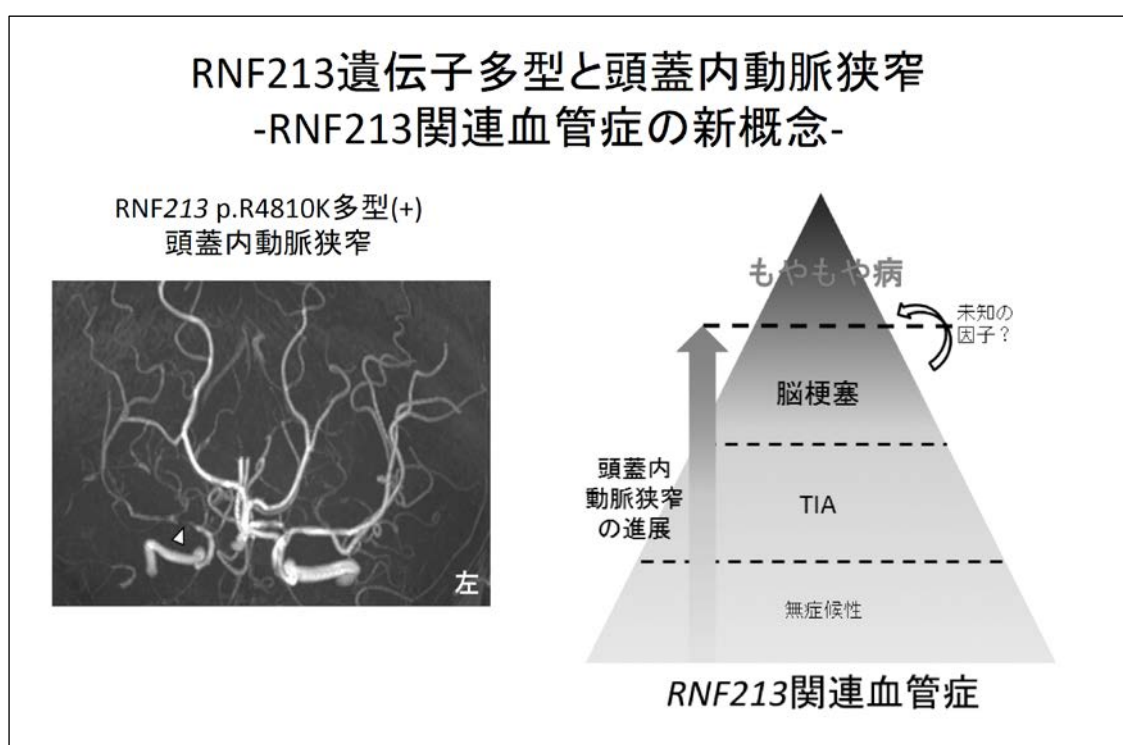 RNF213遺伝子多型と頭蓋内動脈狭窄
-RNF213関連血管症の新概念-
RNF213 p.R4810K多型(+)
頭蓋内動脈狭窄
左
もやもや病
未知の
因子？
脳梗塞
頭蓋内
動脈狭窄
の進展
TIA
無症候性
RNF213関連血管症